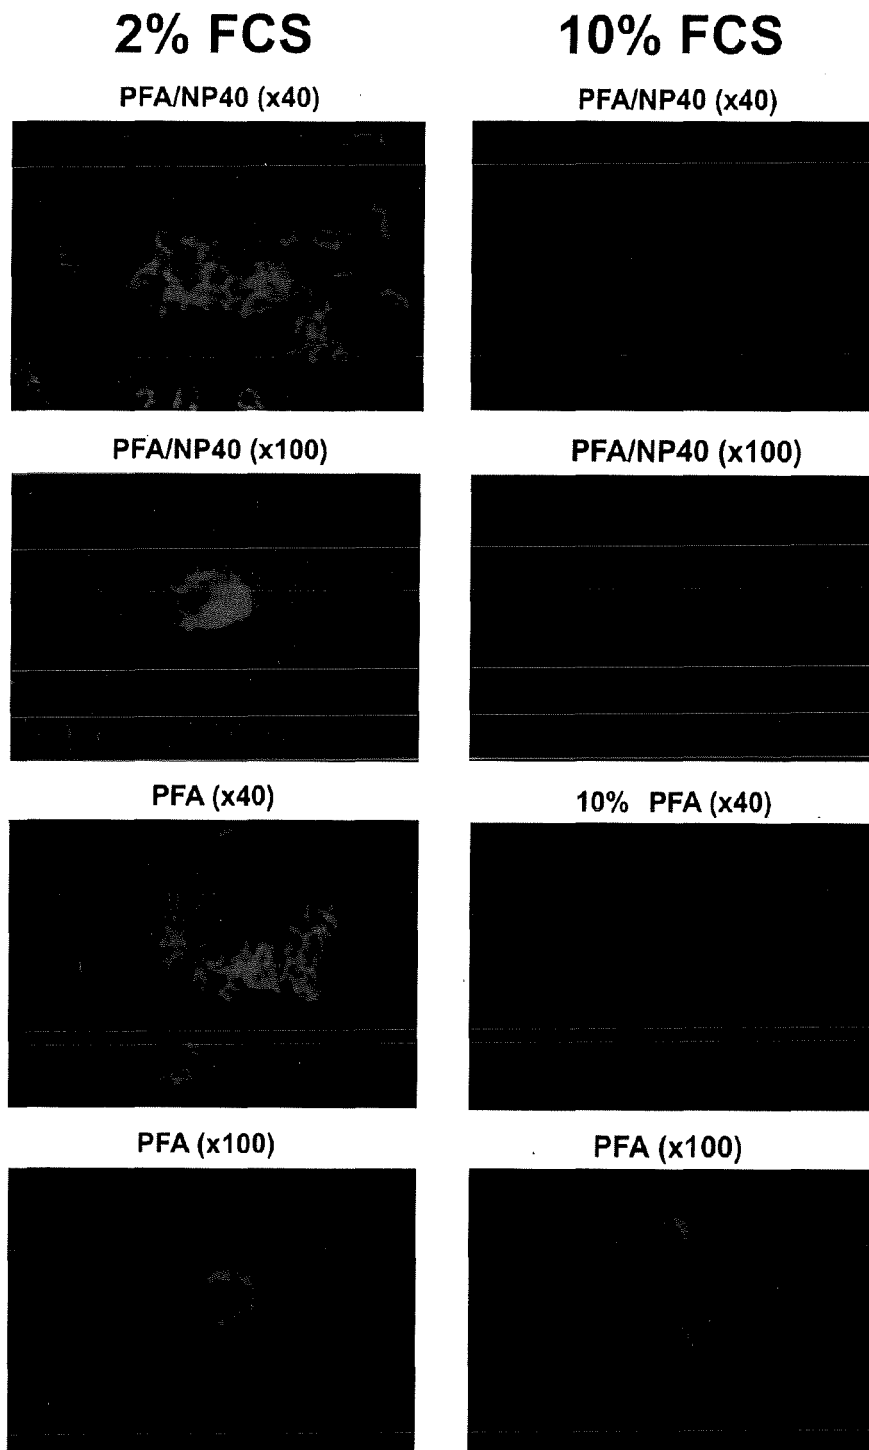 2% FCS 10% FCS
PFA/NP40 (x40) PFA/NP40 (x40)
PFA/NP40 (x100) PFA/NP40 (x100)
PFA (x40) 10% PFA (x40)
PFA (x100) PFA (x100)